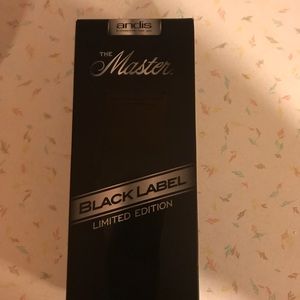 andis
THE
Master
BLACK LABEL
LIMITED EDITION